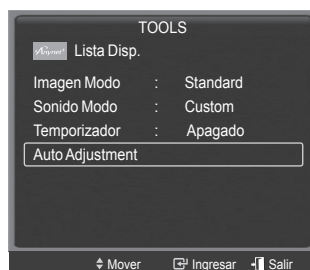 TOOLS
Anynet+ Lista Disp.
Imagen Modo : Standard
Sonido Modo : Custom
Temporizador : Apagado
Auto Adjustment
Mover Ingresar Salir